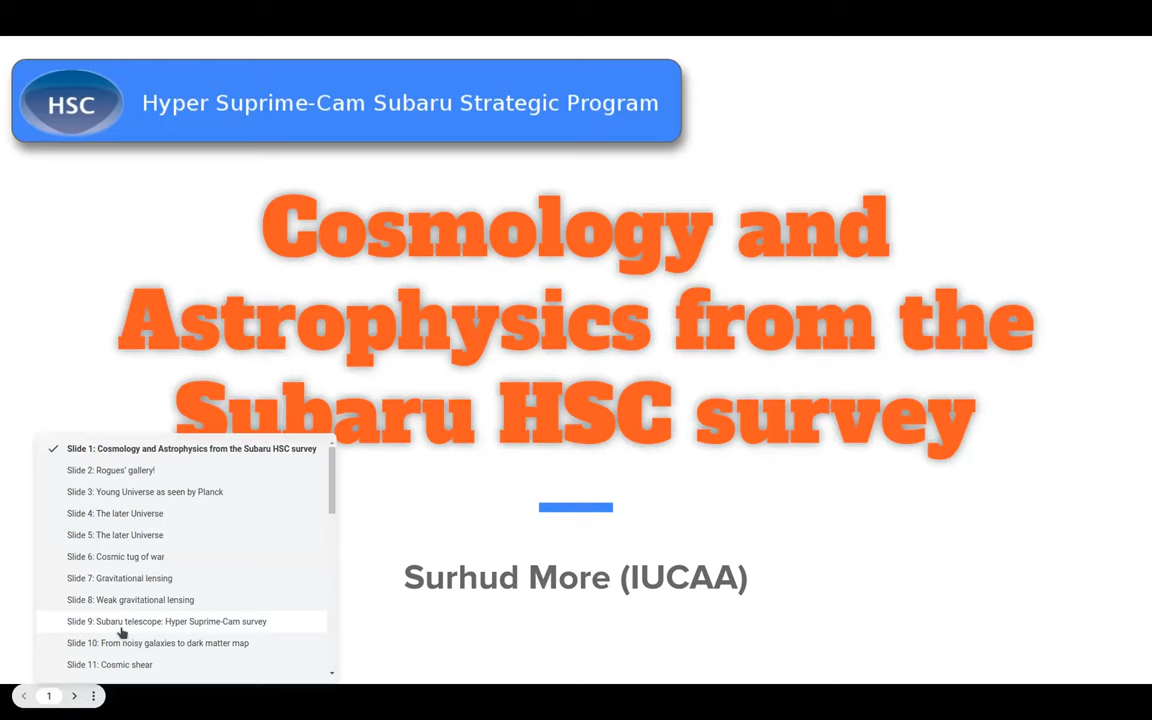 HSC
Hyper Suprime-Cam Subaru Strategic Program
Cosmology and
Astrophysics from the
Subaru HSC survey
Surhud More (IUCAA)
Slide 1: Cosmology and Astrophysics from the Subaru HSC survey
Slide 2: Rogues' gallery!
Slide 3: Young Universe as seen by Planck
Slide 4: The later Universe
Slide 5: The later Universe
Slide 6: Cosmic tug of war
Slide 7: Gravitational lensing
Slide 8: Weak gravitational lensing
Slide 9: Subaru telescope: Hyper Suprime-Cam survey
Slide 10: From noisy galaxies to dark matter map
Slide 11: Cosmic shear
1